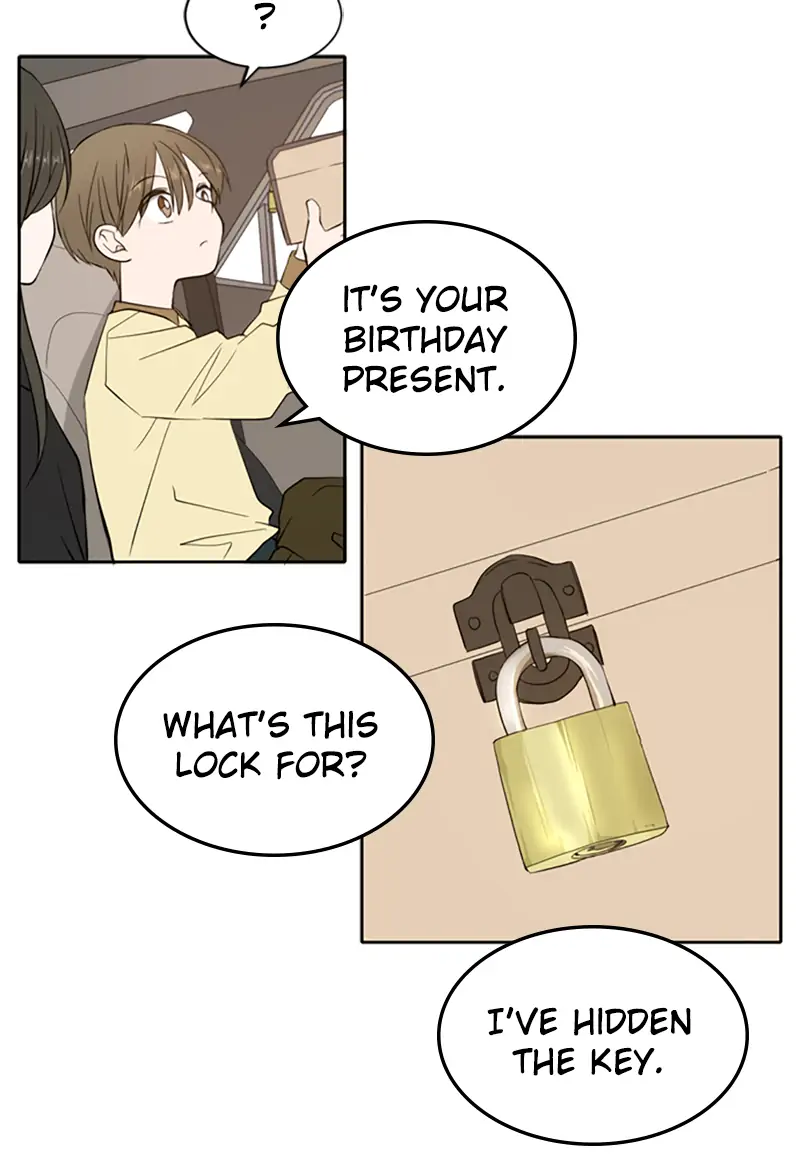 ?
IT'S YOUR
BIRTHDAY
PRESENT.
WHAT'S THIS
LOCK FOR?
I'VE HIDDEN
THE KEY.